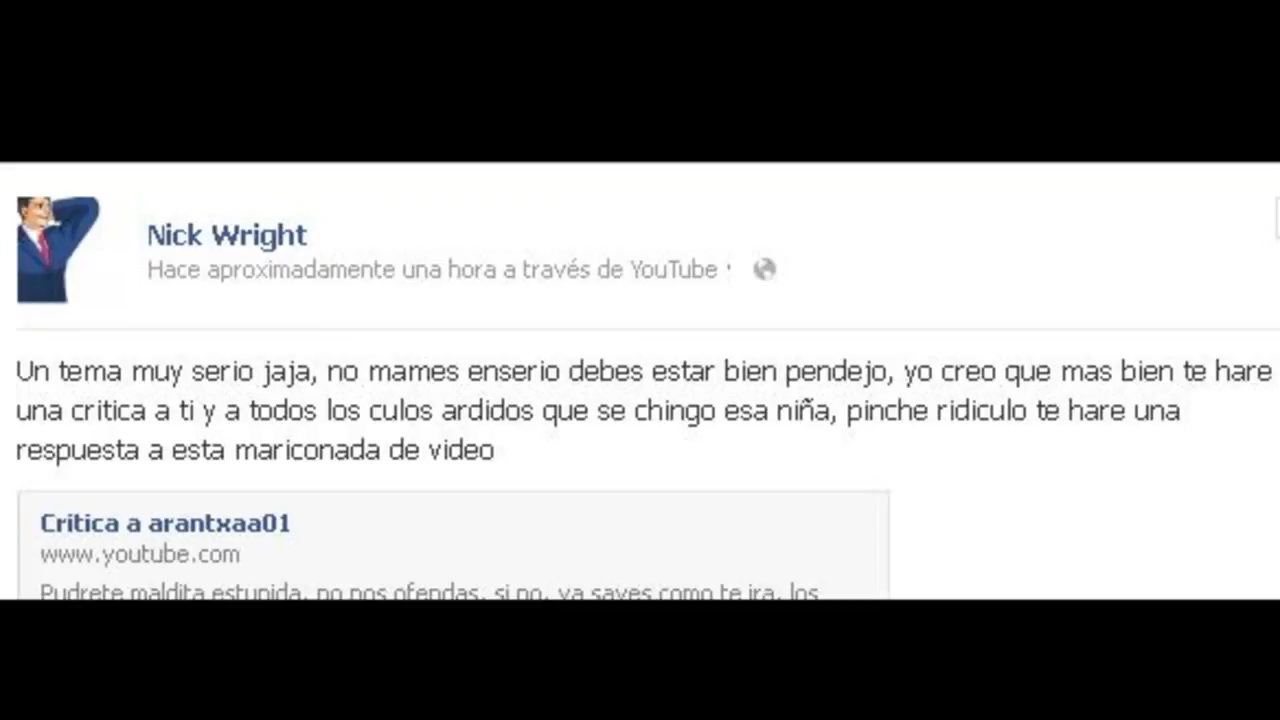 Nick Wright
Hace aproximadamente una hora a través de YouTube ·
Un tema muy serio jaja, no mames enserio debes estar bien pendejo, yo creo que mas bien te hare
una critica a ti y a todos los culos ardidos que se chingo esa niña, pinche ridiculo te hare una
respuesta a esta mariconada de video
Critica a arantxaa01
www.youtube.com
Pudrete maldita estupida, no nos ofendas, si no, ya saves como te ira, los